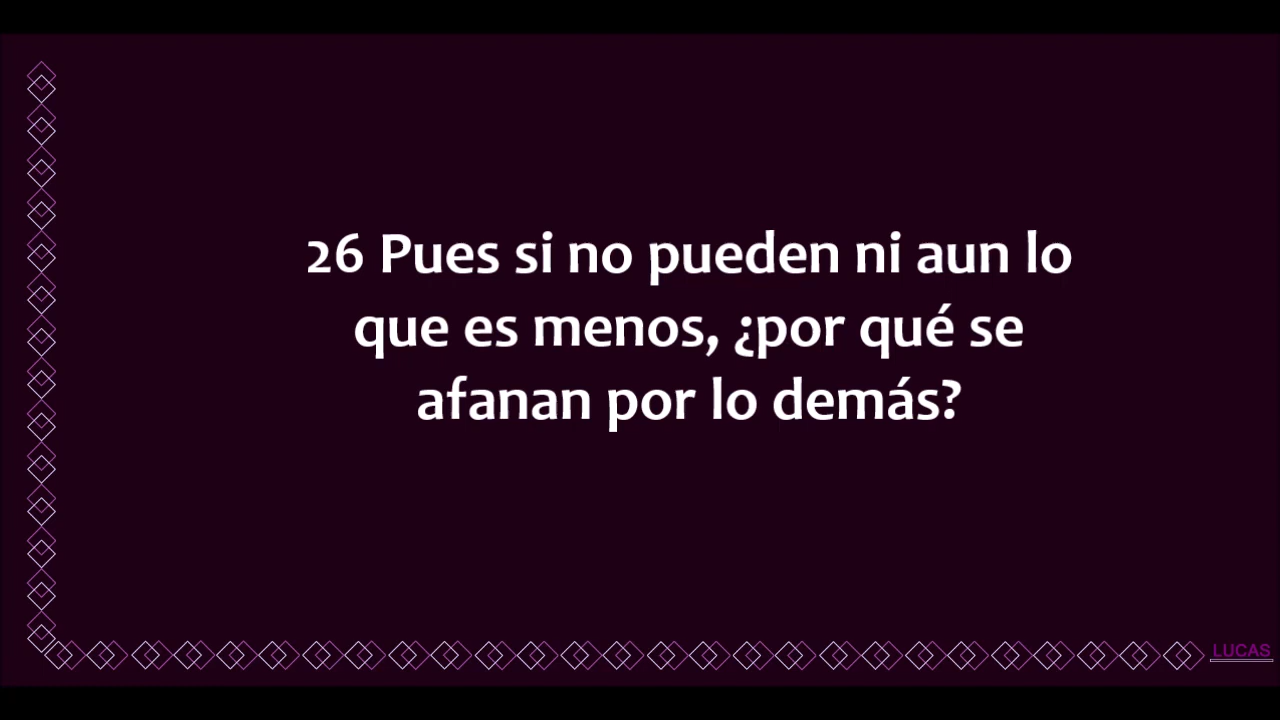 26 Pues si no pueden ni aun lo
que es menos, ¿por qué se
afanan por lo demás?
LUCAS